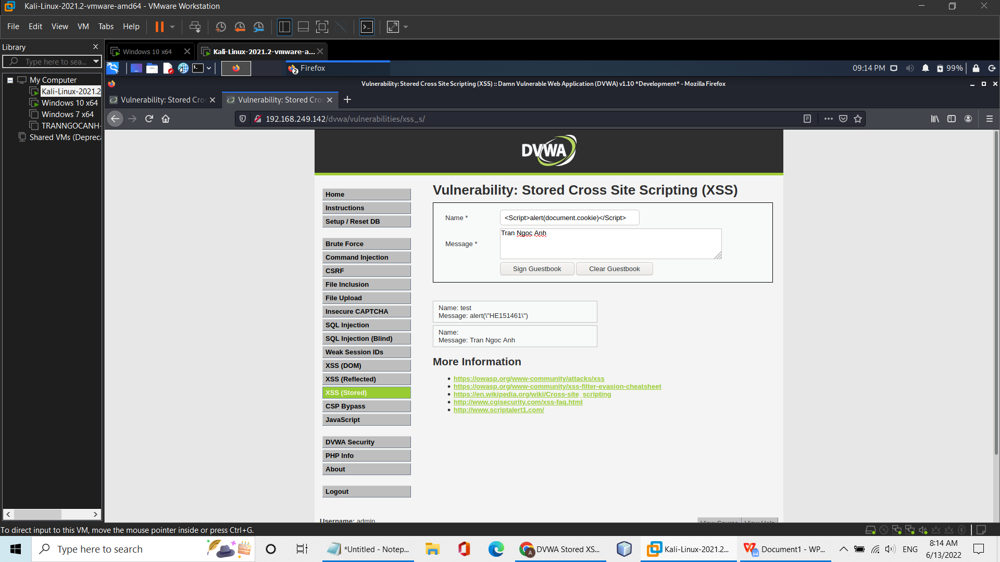 Kali-Linux-2021.2-vmware-amd64 - VMware Workstation
File Edit View VM Tabs Help
Library
Type here to sea...
Windows 10 x64
Kali-Linux-2021.2-vmware-a...
Firefox
2
09:14 PM
99%
My Computer
Kali-Linux-2021.2
Windows 10 x64
Windows 7 x64
TRANNGOCANH-
Shared VMs (Depreca
Vulnerability: Stored Cross Site Scripting (XSS) :: Damn Vulnerable Web Application (DVWA) v1.10 *Development* - Mozilla Firefox
Vulnerability: Stored Cros
Vulnerability: Stored Cros
192.168.249.142/dvwa/vulnerabilities/xss_s/
DVWA
Home
Instructions
Setup / Reset DB
Brute Force
Command Injection
CSRF
File Inclusion
File Upload
Insecure CAPTCHA
SQL Injection
SQL Injection (Blind)
Weak Session IDs
XSS (DOM)
XSS (Reflected)
XSS (Stored)
CSP Bypass
JavaScript
DVWA Security
PHP Info
About
Logout
Vulnerability: Stored Cross Site Scripting (XSS)
Name * <Script>alert(document.cookie)</Script>
Message * Tran Ngoc Anh
Sign Guestbook Clear Guestbook
Name: test
Message: alert(\"HE151461\")
Name:
Message: Tran Ngoc Anh
More Information
https://owasp.org/www-community/attacks/xss
https://owasp.org/www-community/xss-filter-evasion-cheatsheet
https://en.wikipedia.org/wiki/Cross-site_scripting
http://www.cgisecurity.com/xss-faq.html
http://www.scriptalert1.com/
Username: admin
View Source View Help
To direct input to this VM, move the mouse pointer inside or press Ctrl+G.
Type here to search
*Untitled - Notep...
DVWA Stored XS...
Kali-Linux-2021.2...
Document1 - WP...
ENG
8:14 AM
6/13/2022